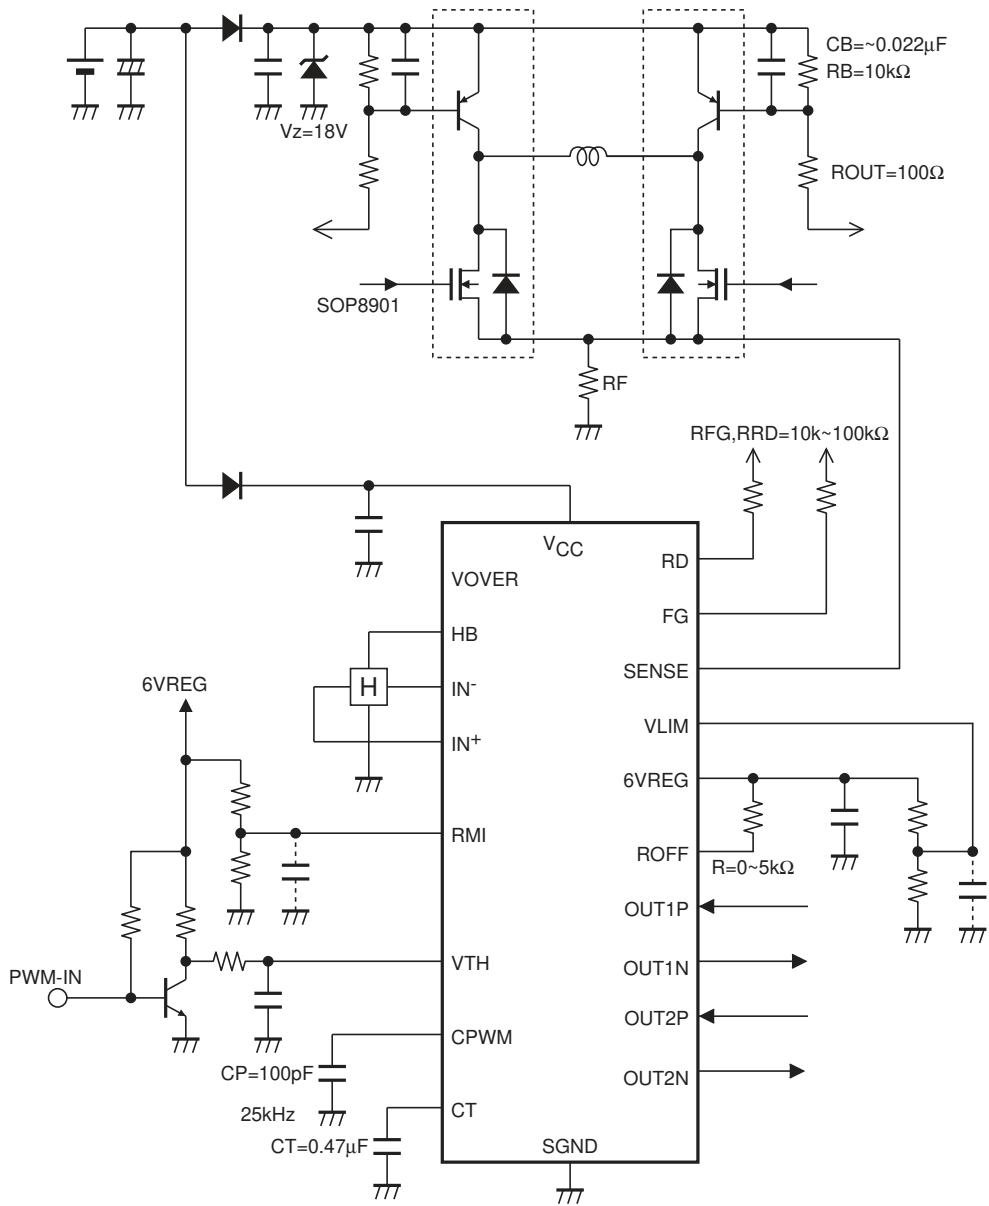 CB=~0.022µF
RB=10kΩ
Vz=18V
ROUT=100Ω
SOP8901
RF
RFG,RRD=10k~100kΩ
VCC
RD
VOVER
FG
HB
SENSE
H
IN-
6VREG
VLIM
IN+
6VREG
RMI
ROFF
R=0~5kΩ
OUT1P
VTH
OUT1N
PWM-IN
OUT2P
CPWM
CP=100pF
OUT2N
25kHz
CT
CT=0.47µF
SGND